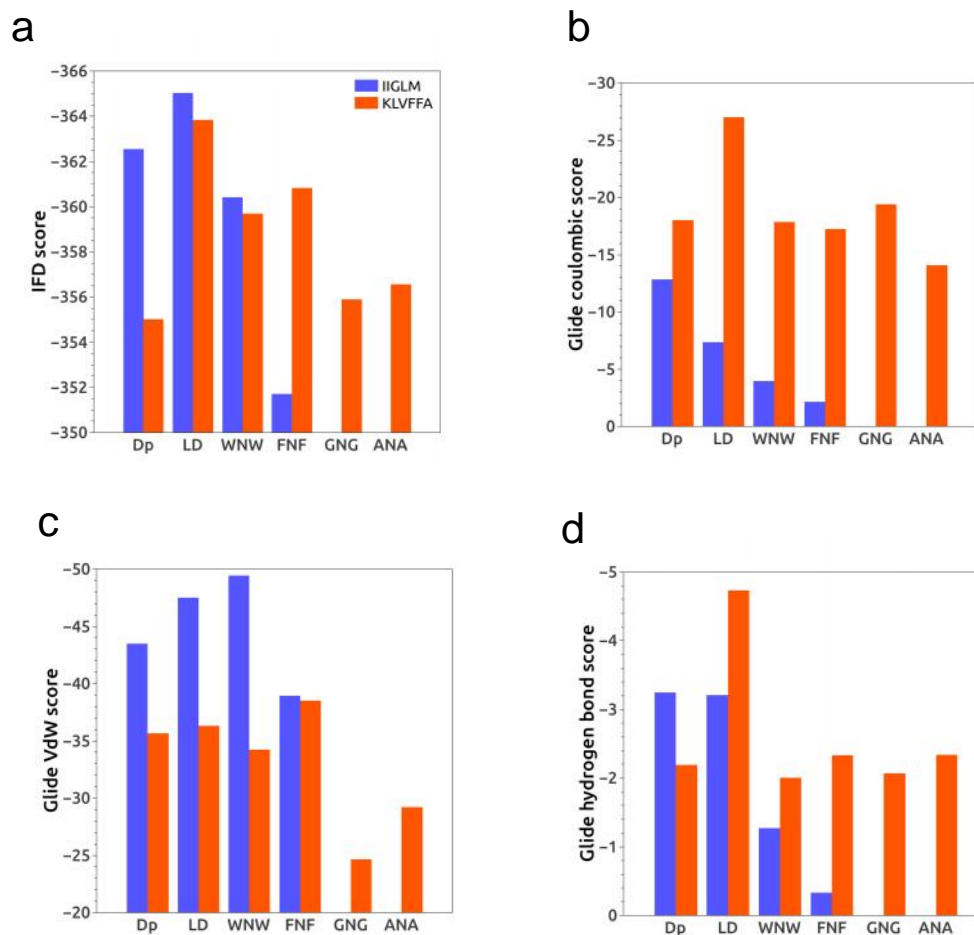 a
−366
−364
−362
−360
−358
−356
−354
−352
−350
IFD score
IIGLM
KLVFFA
Dp LD WNW FNF GNG ANA
b
−30
−25
−20
−15
−10
−5
0
Glide coulombic score
Dp LD WNW FNF GNG ANA
c
−50
−45
−40
−35
−30
−25
−20
Glide VdW score
Dp LD WNW FNF GNG ANA
d
−5
−4
−3
−2
−1
0
Glide hydrogen bond score
Dp LD WNW FNF GNG ANA